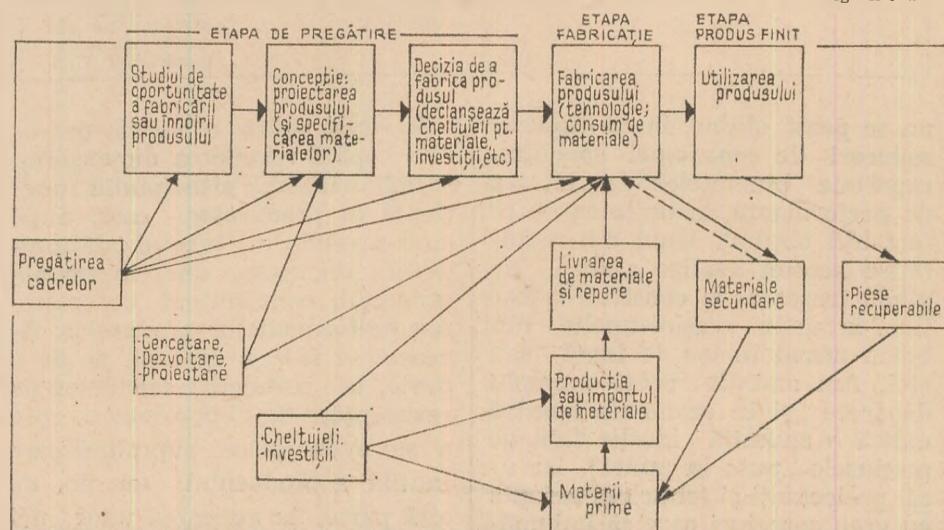 ETAPA DE PREGĂTIRE
ETAPA
FABRICAȚIE
ETAPA
PRODUS FINIT
Studiul de
oportunitate
a fabricării
sau înnoirii
produsului
Concepție:
proiectarea
produsului
(și specifi-
carea mate-
rialelor)
Decizia de a
fabrica pro-
dusul
(declanșează
cheltuieli pt.
materiale,
investiții, etc)
Fabricarea
produsului
(tehnologie;
consum de
materiale)
Utilizarea
produsului
Pregătirea
cadrelor
Livrarea
de materiale
și repere
Materiale
secundare
·Piese
recuperabile
·Cercetare,
·Dezvoltare,
·Proiectare
Producția
sau importul
de materiale
·Cheltuieli.
·Investiții
Materii
prime